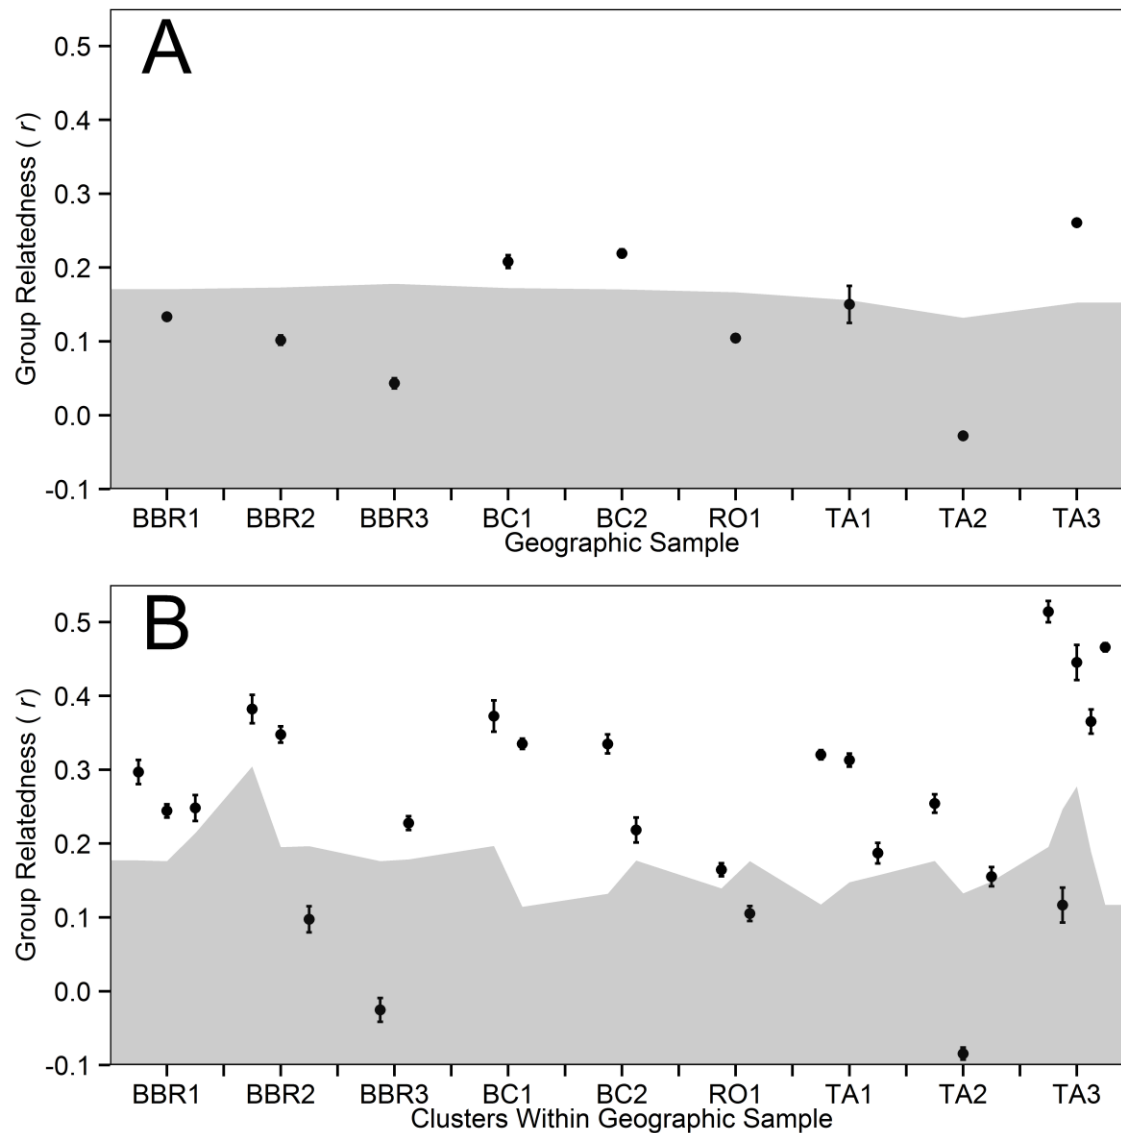 A
0.5
0.4
0.3
0.2
0.1
0.0
-0.1
Group Relatedness ( r )
BBR1 BBR2 BBR3 BC1 BC2 RO1 TA1 TA2 TA3
Geographic Sample
B
0.5
0.4
0.3
0.2
0.1
0.0
-0.1
Group Relatedness ( r )
BBR1 BBR2 BBR3 BC1 BC2 RO1 TA1 TA2 TA3
Clusters Within Geographic Sample